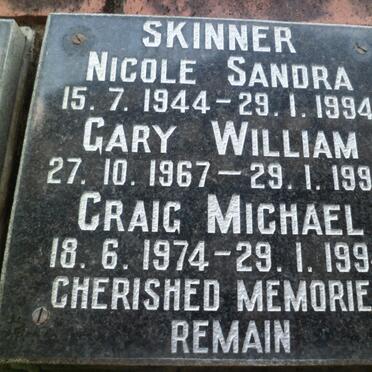 SKINNER
NICOLE SANDRA
15. 7. 1944 – 29. 1. 1994
GARY WILLIAM
27. 10. 1967 – 29. 1. 199
CRAIG MICHAEL
18. 6. 1974 – 29. 1. 199
CHERISHED MEMORIE
REMAIN